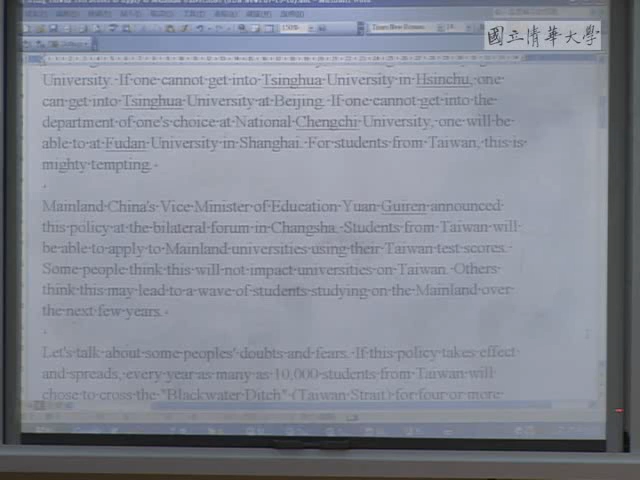 國立清華大學
University. If one cannot get into Tsinghua University in Hsinchu, one
can get into Tsinghua University at Beijing. If one cannot get into the
department of one's choice at National Chengchi University, one will be
able to at Fudan University in Shanghai. For students from Taiwan, this is
mighty tempting.
Mainland China's Vice Minister of Education Yuan Guiren announced
this policy at the bilateral forum in Changsha. Students from Taiwan will
be able to apply to Mainland universities using their Taiwan test scores.
Some people think this will not impact universities on Taiwan. Others
think this may lead to a wave of students studying on the Mainland over
the next few years.
Let's talk about some peoples' doubts and fears. If this policy takes effect
and spreads, every year as many as 10,000 students from Taiwan will
chose to cross the "Blackwater Ditch" (Taiwan Strait) for four or more